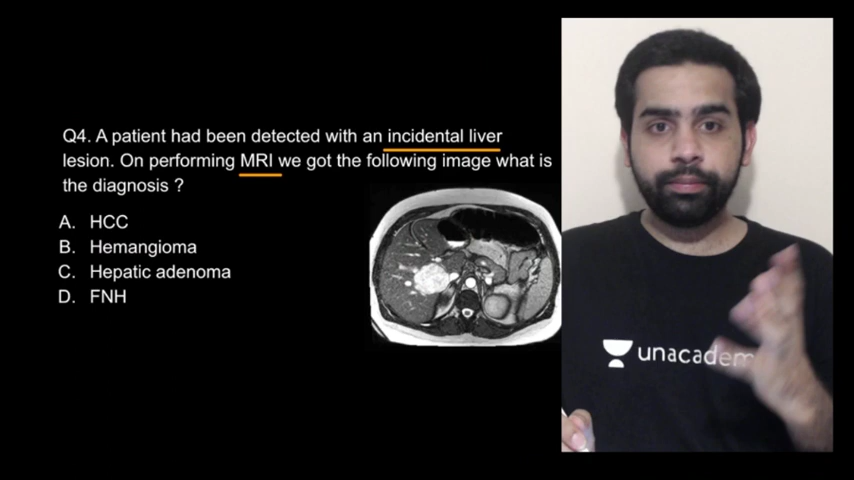 Q4. A patient had been detected with an incidental liver
lesion. On performing MRI we got the following image what is
the diagnosis ?
A. HCC
B. Hemangioma
C. Hepatic adenoma
D. FNH
unacadem